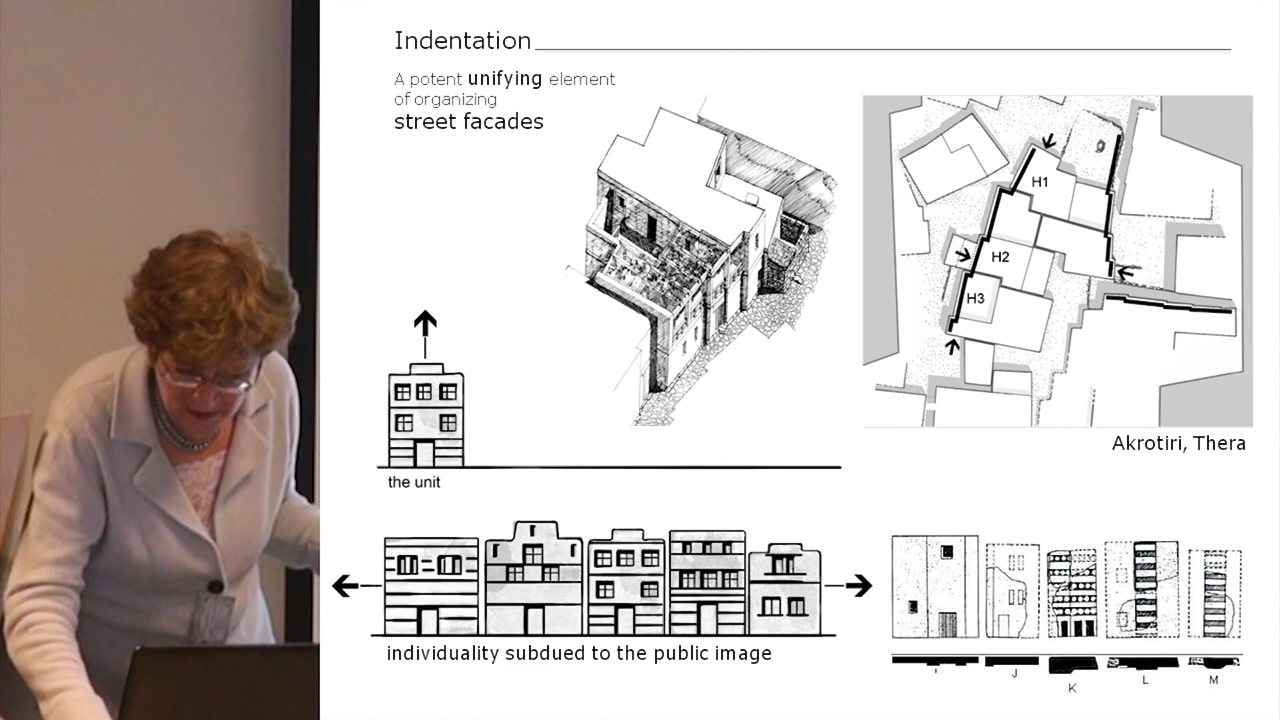 Indentation
A potent unifying element
of organizing
street facades
H1
H2
H3
Akrotiri, Thera
the unit
individuality subdued to the public image
J
K
L
M